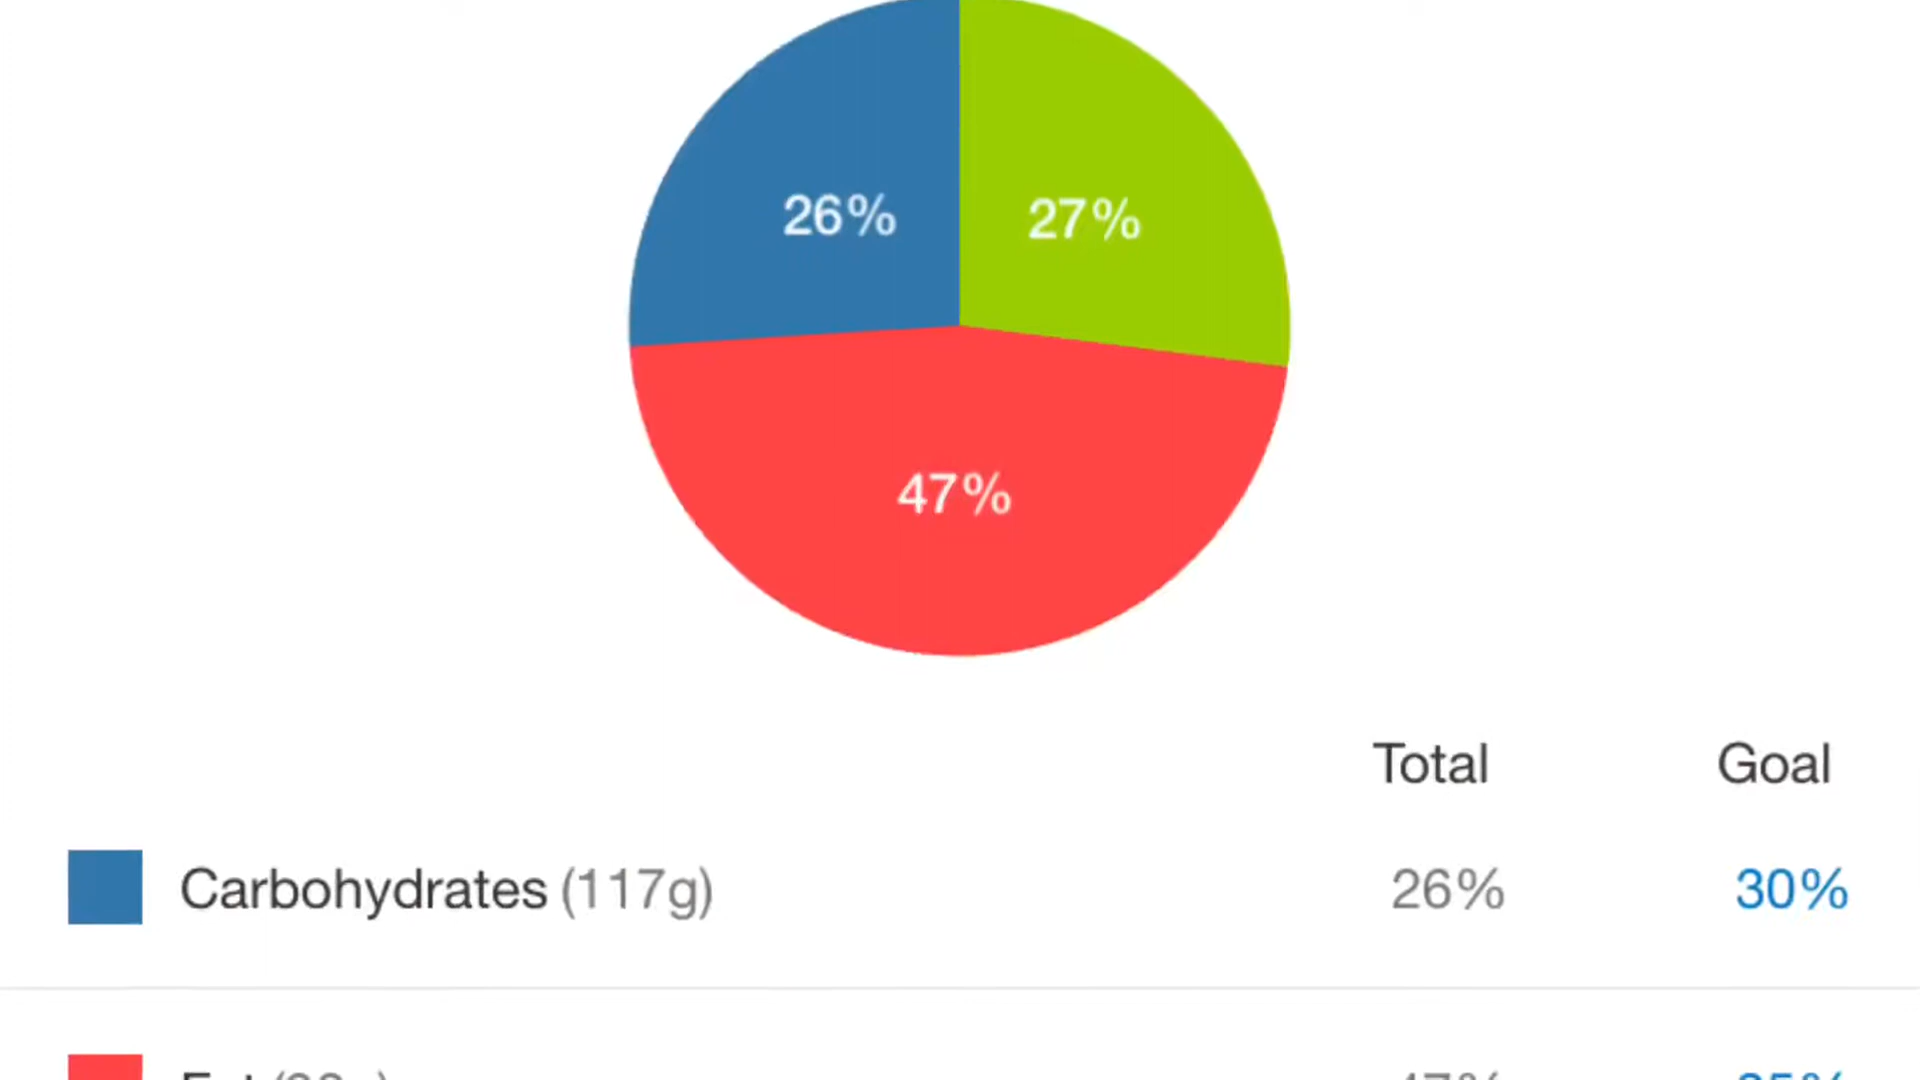 26% 27%
47%
Total Goal
Carbohydrates (117g) 26% 30%